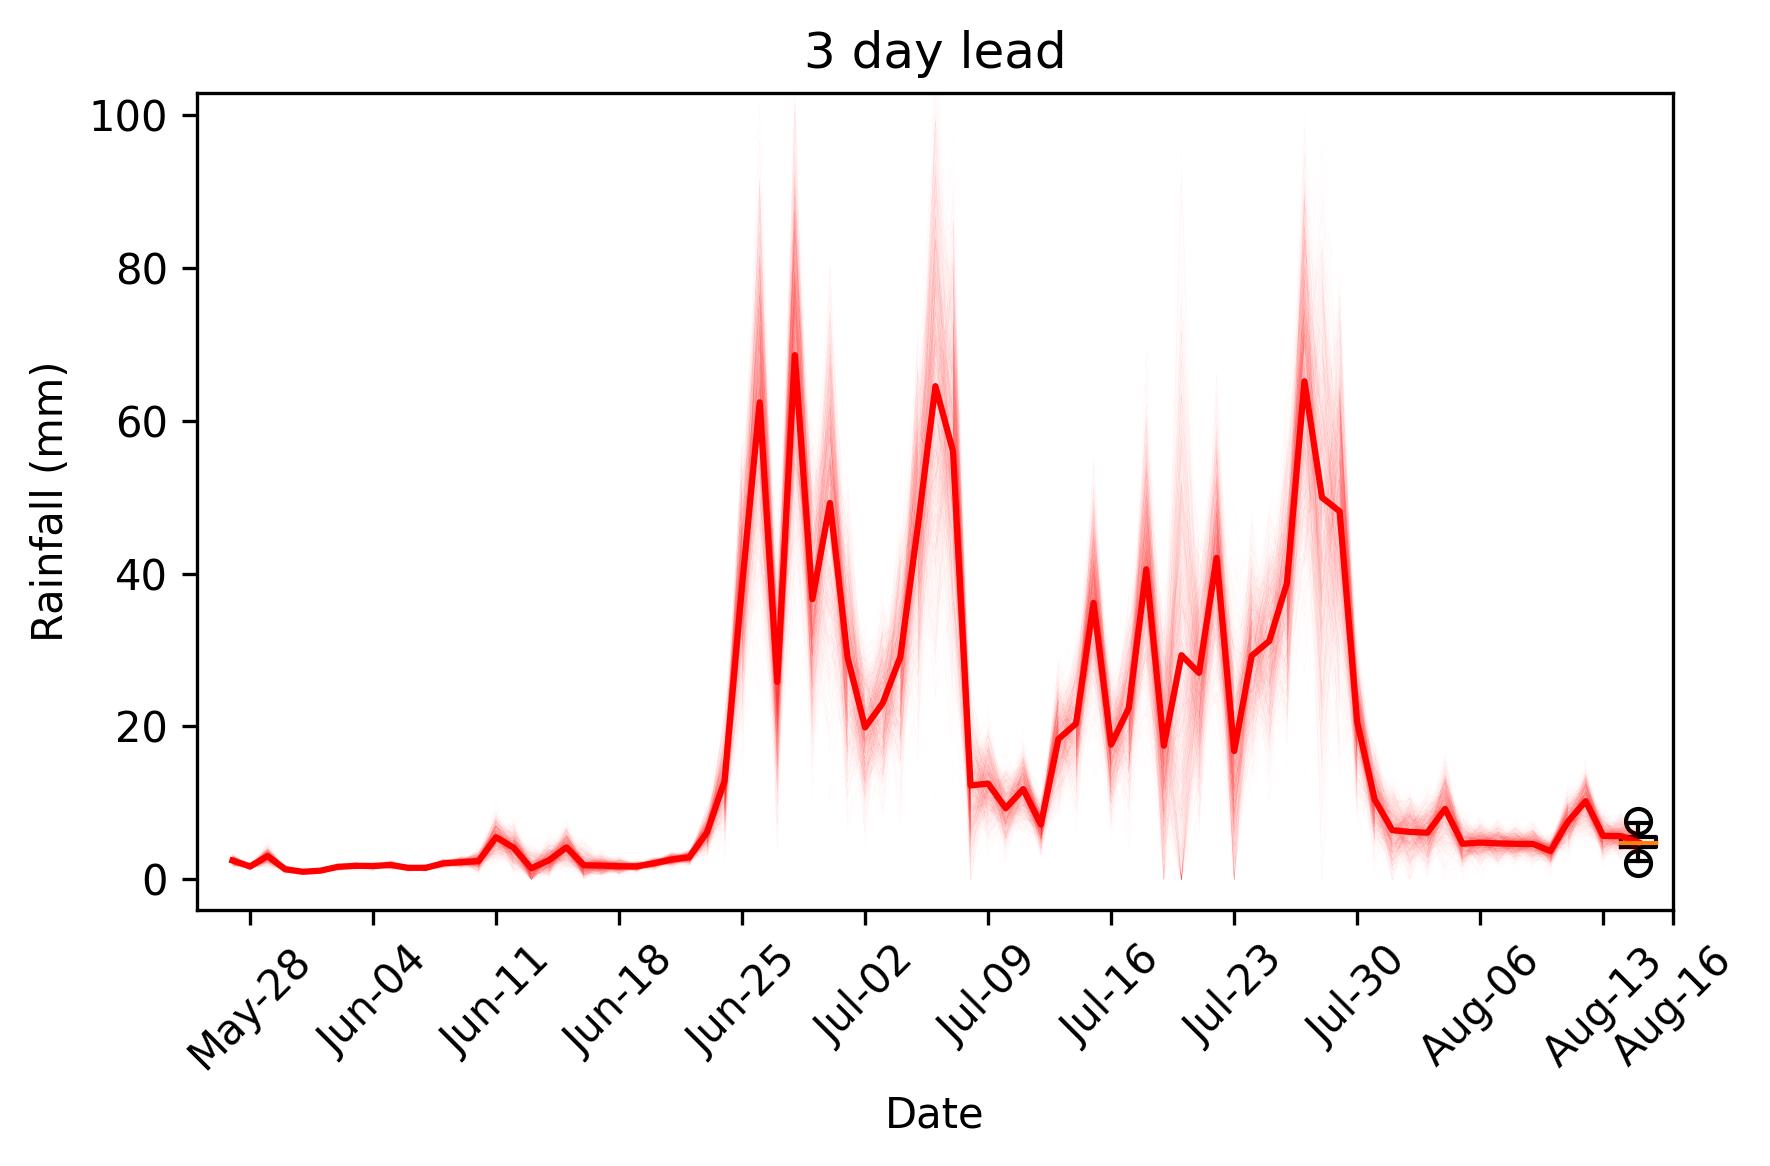 3 day lead
100
80
60
40
20
0
Rainfall (mm)
May-28
Jun-04
Jun-11
Jun-18
Jun-25
Jul-02
Jul-09
Jul-16
Jul-23
Jul-30
Aug-06
Aug-13
Aug-16
Date